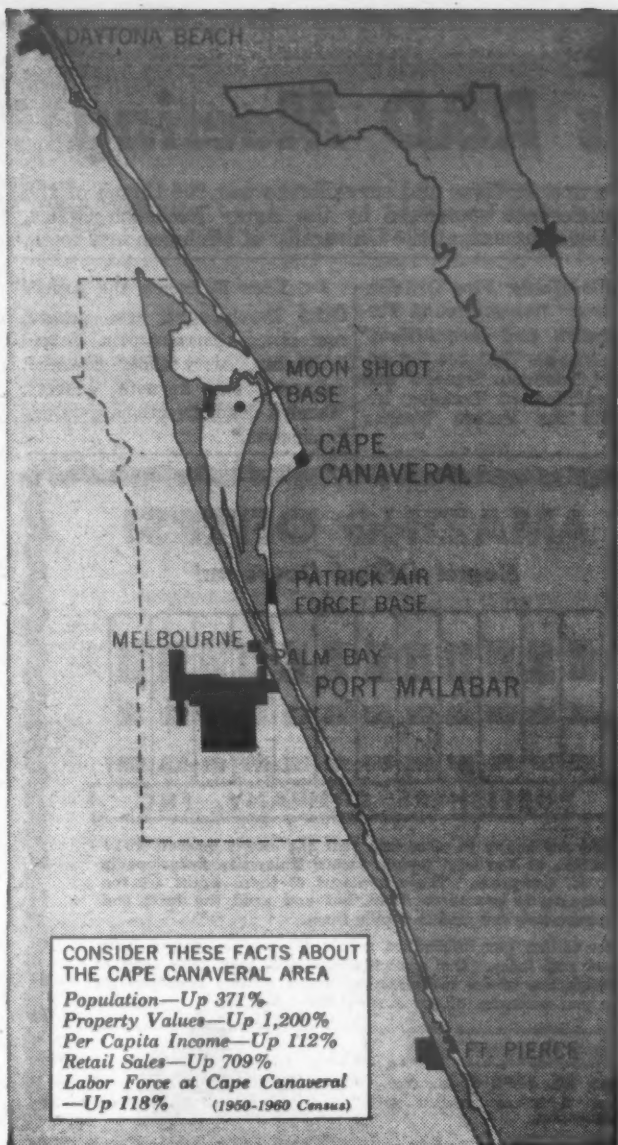 DAYTONA BEACH
MOON SHOOT
BASE
CAPE
CANAVERAL
PATRICK AIR
FORCE BASE
MELBOURNE
PALM BAY
PORT MALABAR
CONSIDER THESE FACTS ABOUT
THE CAPE CANAVERAL AREA
Population—Up 371%
Property Values—Up 1,200%
Per Capita Income—Up 112%
Retail Sales—Up 709%
Labor Force at Cape Canaveral
—Up 118% (1950-1960 Census)
FT. PIERCE